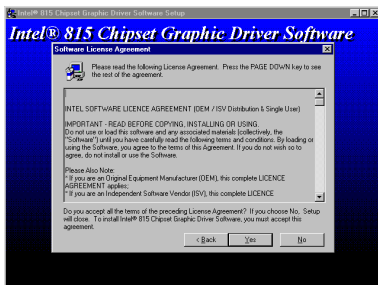 Intel® 815 Chipset Graphic Driver Software Setup
Intel® 815 Chipset Graphic Driver Software
Software License Agreement
Please read the following License Agreement. Press the PAGE DOWN key to see
the rest of the agreement.
INTEL SOFTWARE LICENCE AGREEMENT (OEM / ISV Distribution & Single User)
IMPORTANT - READ BEFORE COPYING, INSTALLING OR USING.
Do not use or load this software and any associated materials (collectively, the
"Software") until you have carefully read the following terms and conditions. By loading or
using the Software, you agree to the terms of this Agreement. If you do not wish to so
agree, do not install or use the Software.
Please Also Note:
* If you are an Original Equipment Manufacturer (OEM), this complete LICENCE
AGREEMENT applies;
* If you are an Independent Software Vendor (ISV), this complete LICENCE
Do you accept all the terms of the preceding License Agreement? If you choose No, Setup
will close. To install Intel® 815 Chipset Graphic Driver Software, you must accept this
agreement.
< Back
Yes
No